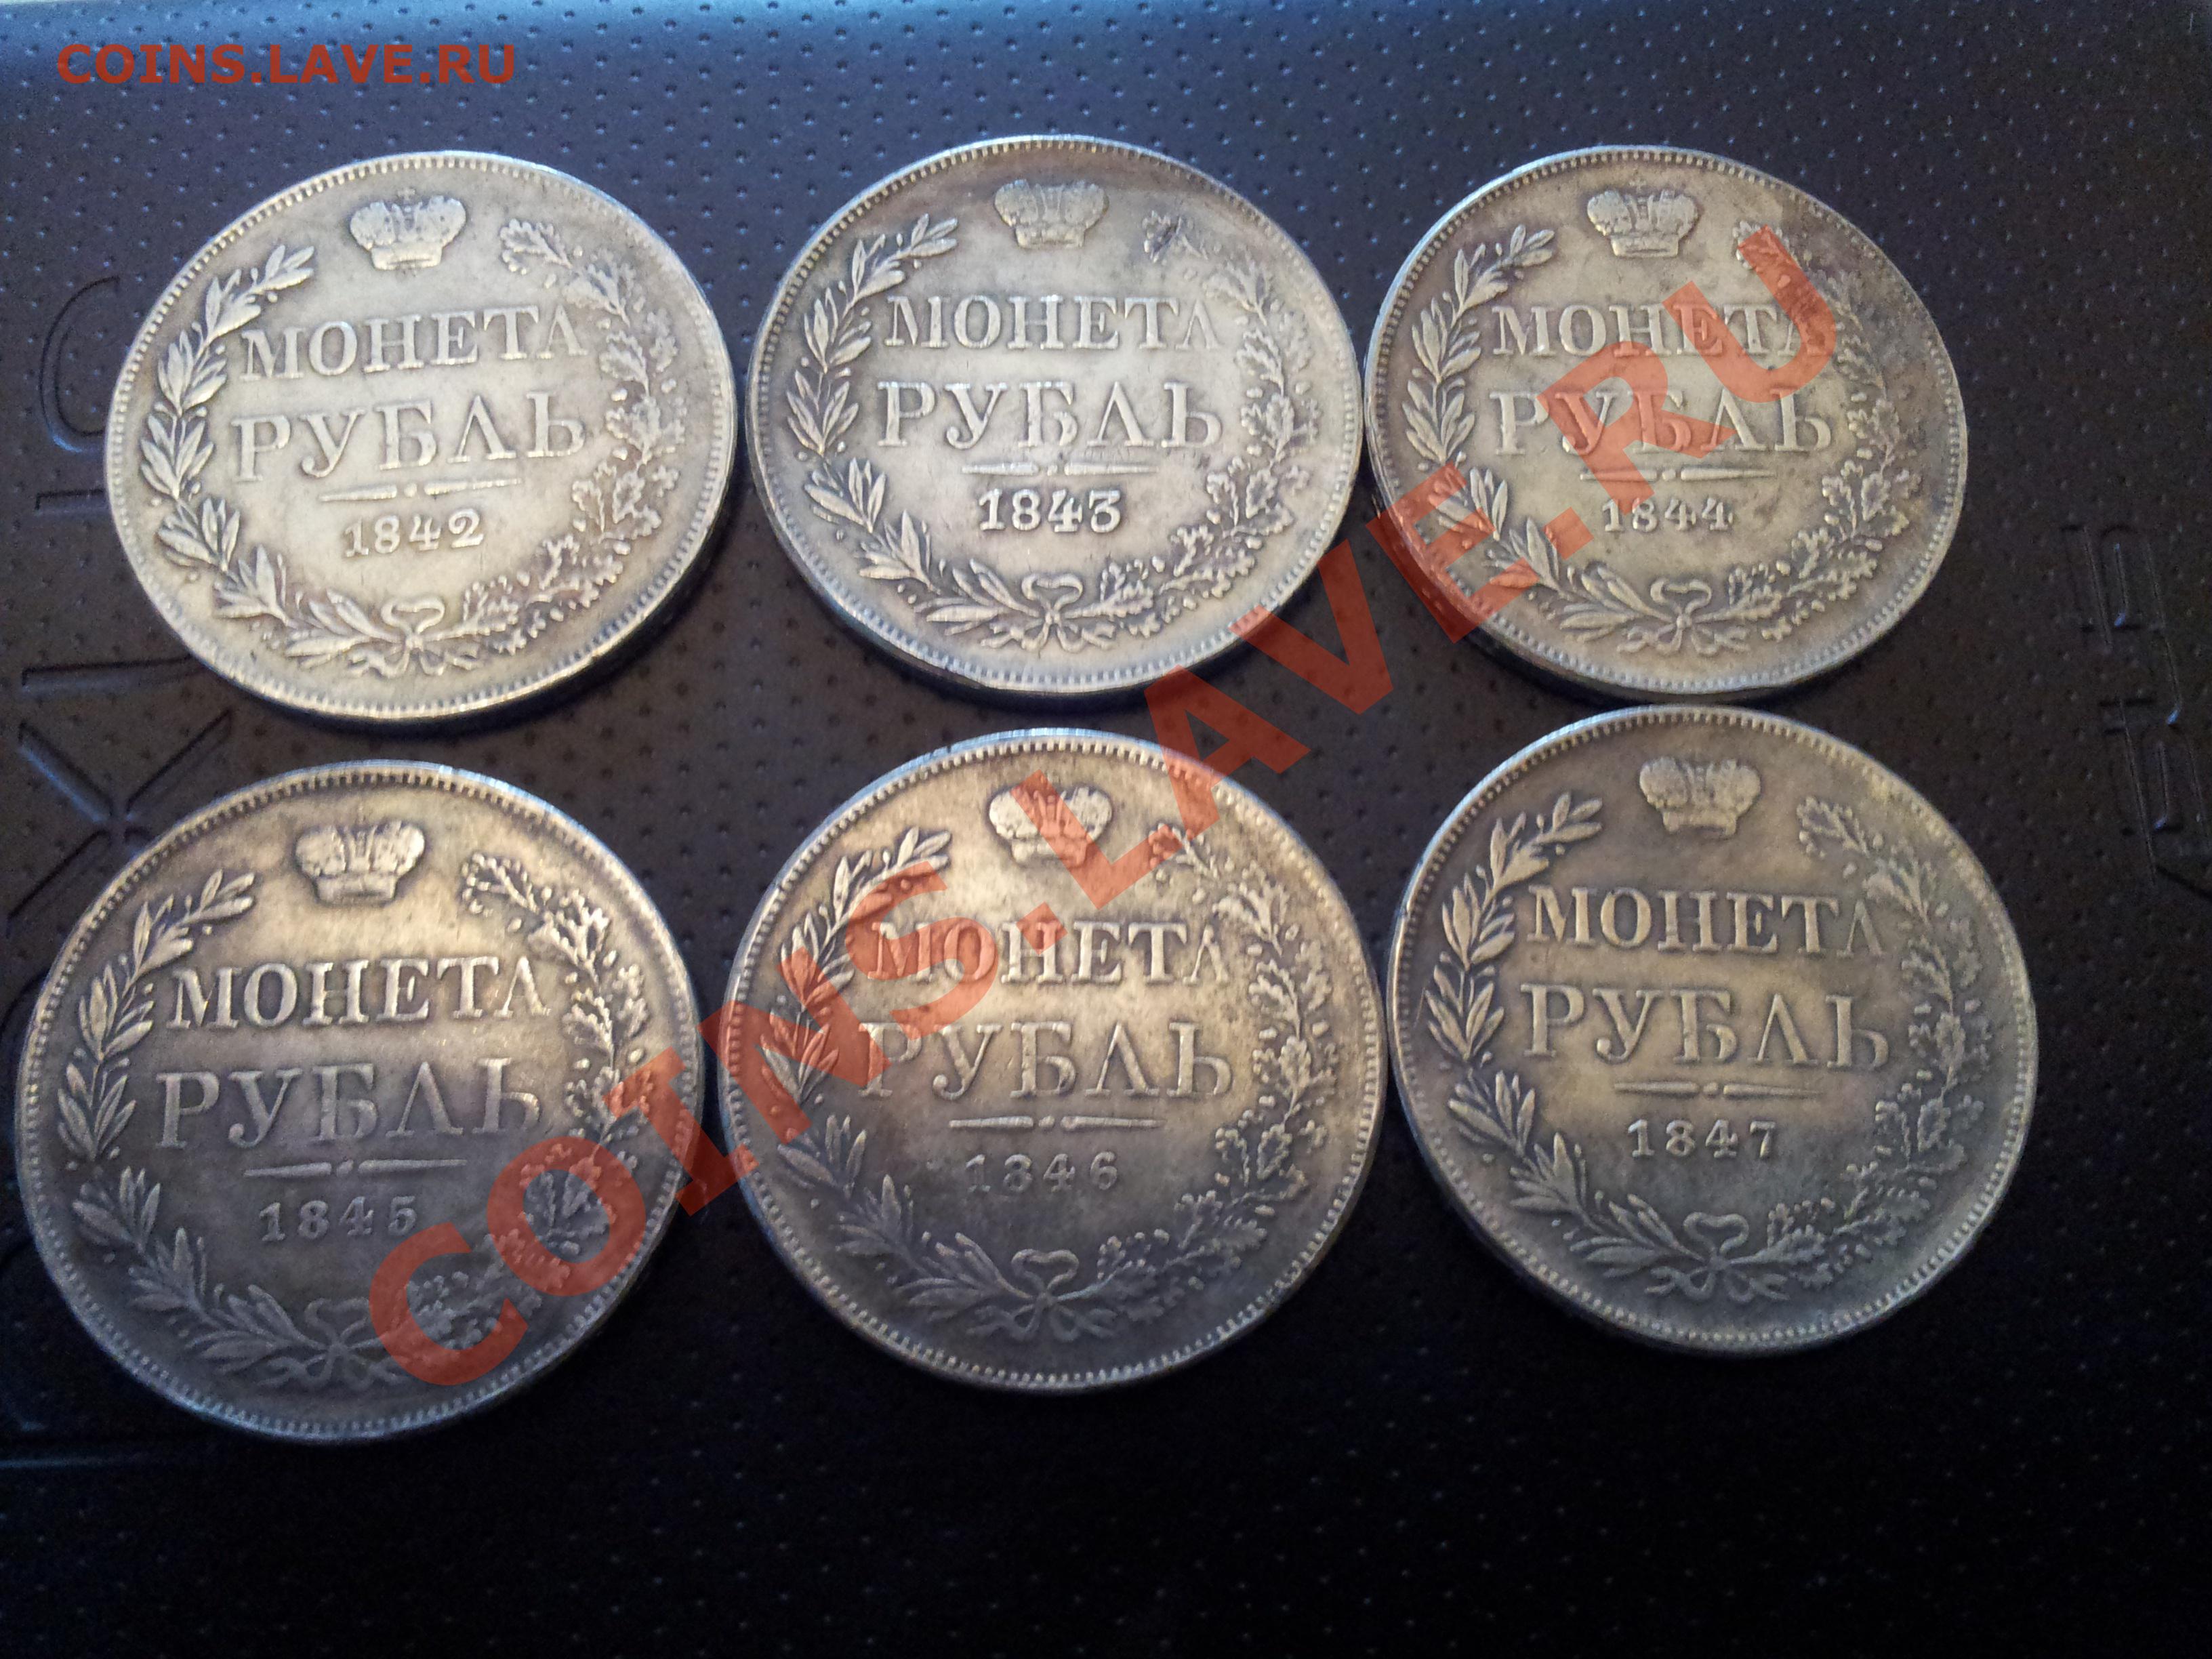 COINS.LAVE.RU
МОНЕТА
РУБЛЬ
1842
МОНЕТА
РУБЛЬ
1843
МОНЕТА
РУБЛЬ
1844
МОНЕТА
РУБЛЬ
1845
МОНЕТА
РУБЛЬ
1846
МОНЕТА
РУБЛЬ
1847
COINS.LAVE.RU